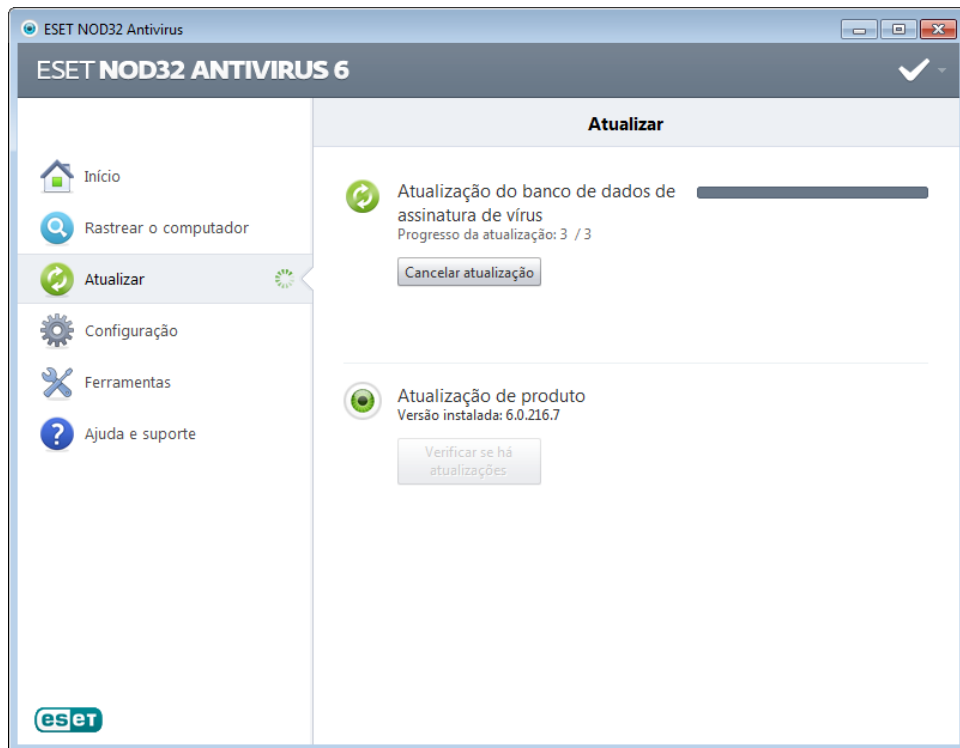 ESET NOD32 Antivirus
ESET NOD32 ANTIVIRUS 6
Atualizar
Início
Rastrear o computador
Atualizar
Configuração
Ferramentas
Ajuda e suporte
Atualização do banco de dados de
assinatura de vírus
Progresso da atualização: 3 / 3
Cancelar atualização
Atualização de produto
Versão instalada: 6.0.216.7
Verificar se há
atualizações
eset